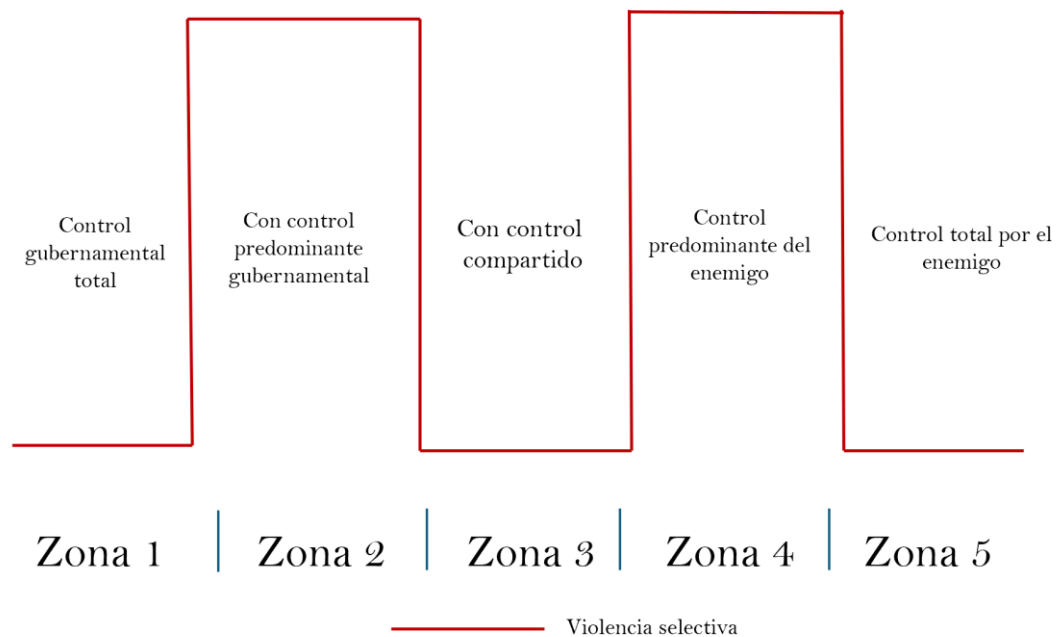 Control
gubernamental
total
Con control
predominante
gubernamental
Con control
compartido
Control
predominante del
enemigo
Control total por el
enemigo
Zona 1
Zona 2
Zona 3
Zona 4
Zona 5
Violencia selectiva